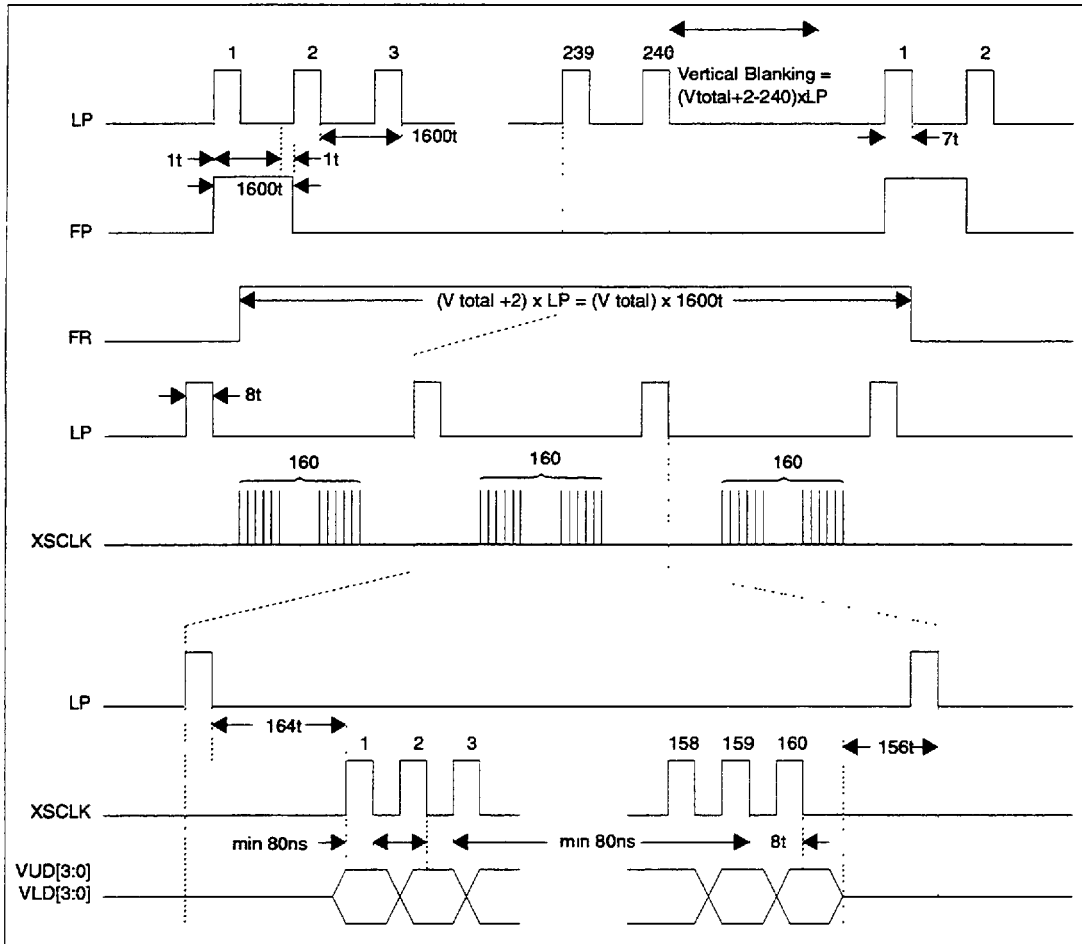 1 2 3 239 240 1 2
Vertical Blanking =
(Vtotal+2-240)xLP
LP
1600t 7t
1t 1t
1600t
FP
(V total +2) x LP = (V total) x 1600t
FR
8t
LP
160 160 160
XSCLK
LP
164t 156t
1 2 3 158 159 160
XSCLK
min 80ns min 80ns 8t
VUD[3:0]
VLD[3:0]